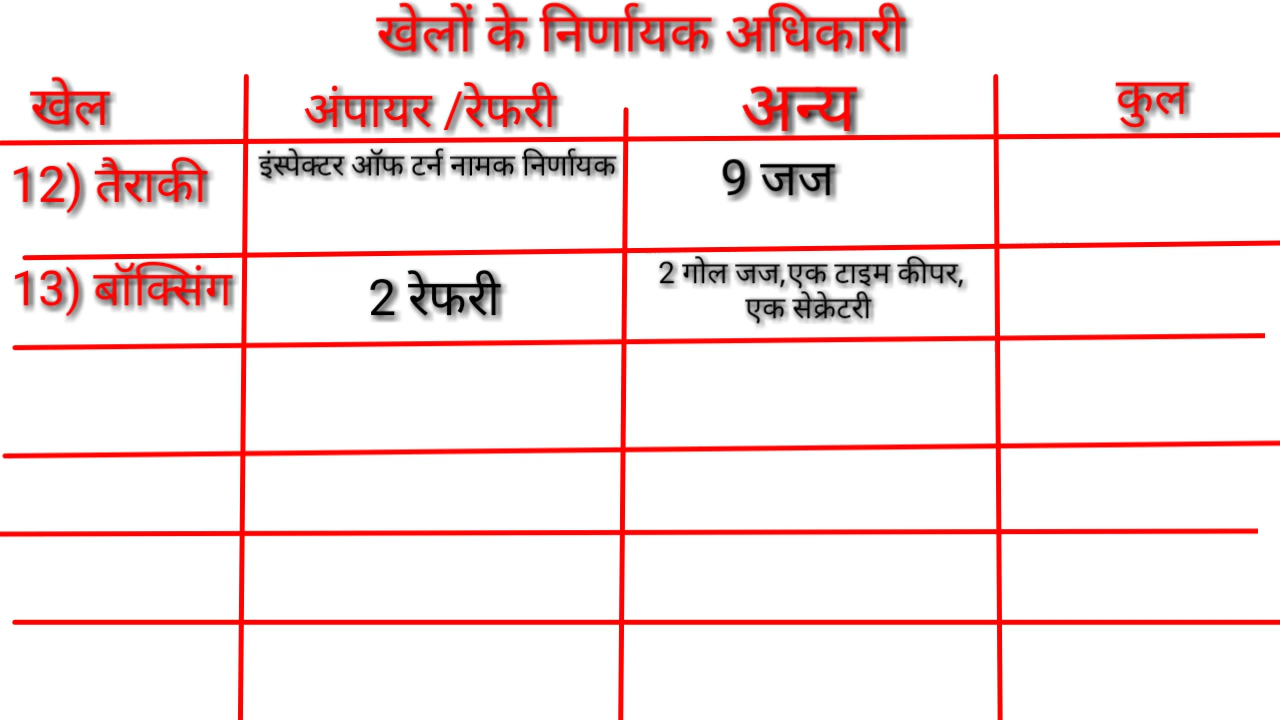 खेलों के निर्णायक अधिकारी
खेल अंपायर /रेफरी अन्य कुल
12) तैराकी इंस्पेक्टर ऑफ टर्न नामक निर्णायक 9 जज
13) बॉक्सिंग 2 रेफरी 2 गोल जज,एक टाइम कीपर,
एक सेक्रेटरी